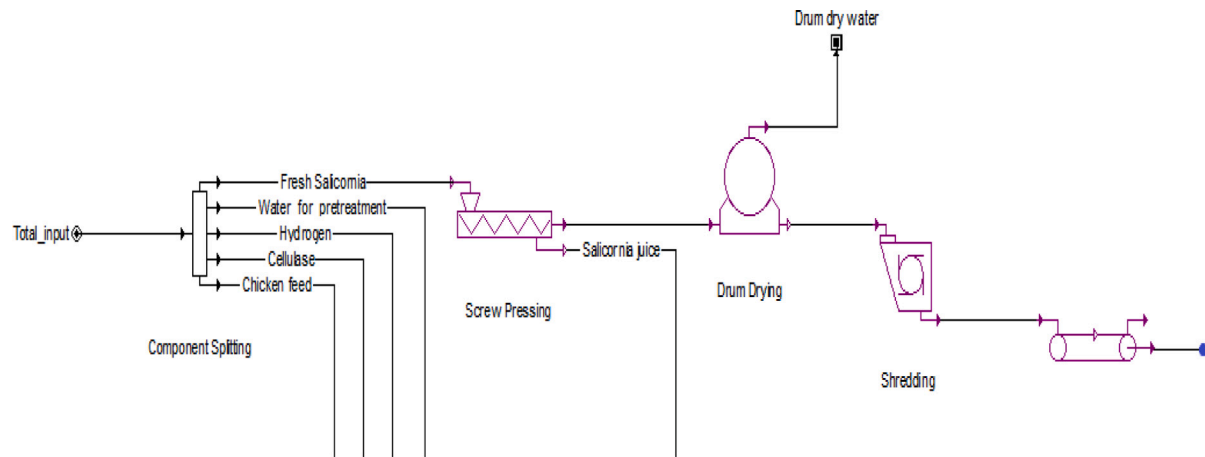 Drum dry water
Fresh Salicornia
Water for pretreatment
Total_input
Hydrogen
Cellulase
Salicornia juice
Chicken feed
Drum Drying
Screw Pressing
Component Splitting
Shredding